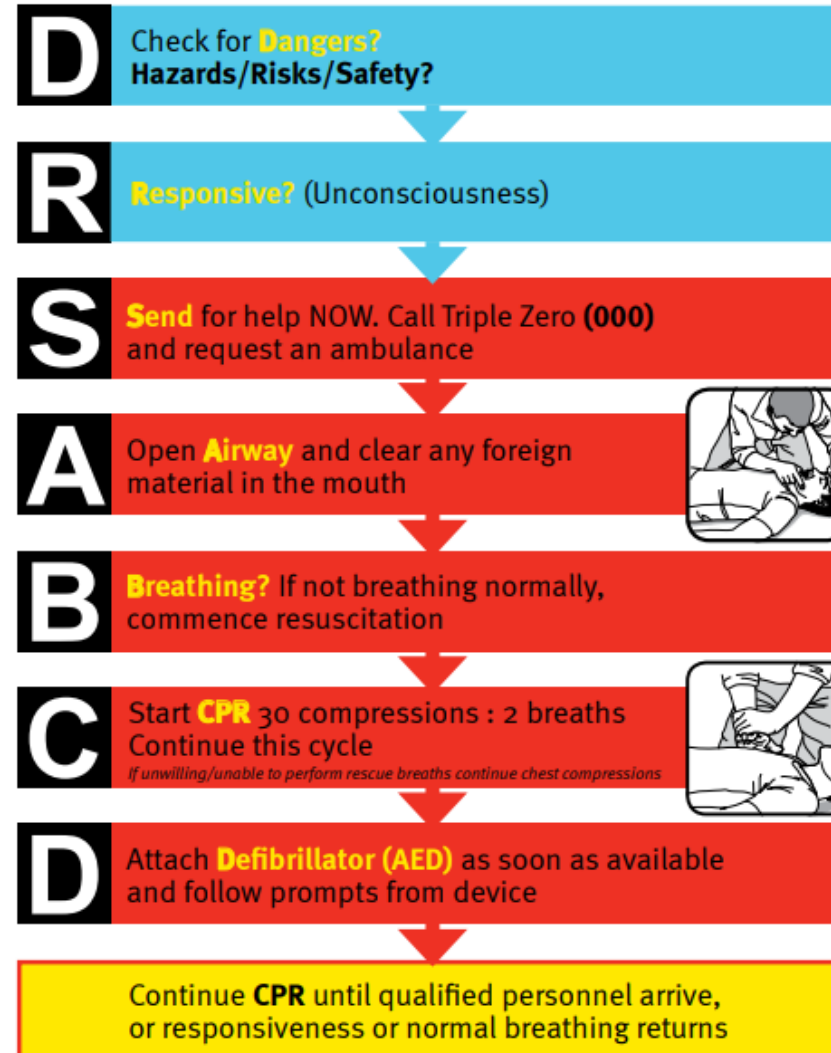 D
Check for Dangers?
Hazards/Risks/Safety?
R
Responsive? (Unconsciousness)
S
Send for help NOW. Call Triple Zero (000)
and request an ambulance
A
Open Airway and clear any foreign
material in the mouth
B
Breathing? If not breathing normally,
commence resuscitation
C
Start CPR 30 compressions : 2 breaths
Continue this cycle
If unwilling/unable to perform rescue breaths continue chest compressions
D
Attach Defibrillator (AED) as soon as available
and follow prompts from device
Continue CPR until qualified personnel arrive,
or responsiveness or normal breathing returns